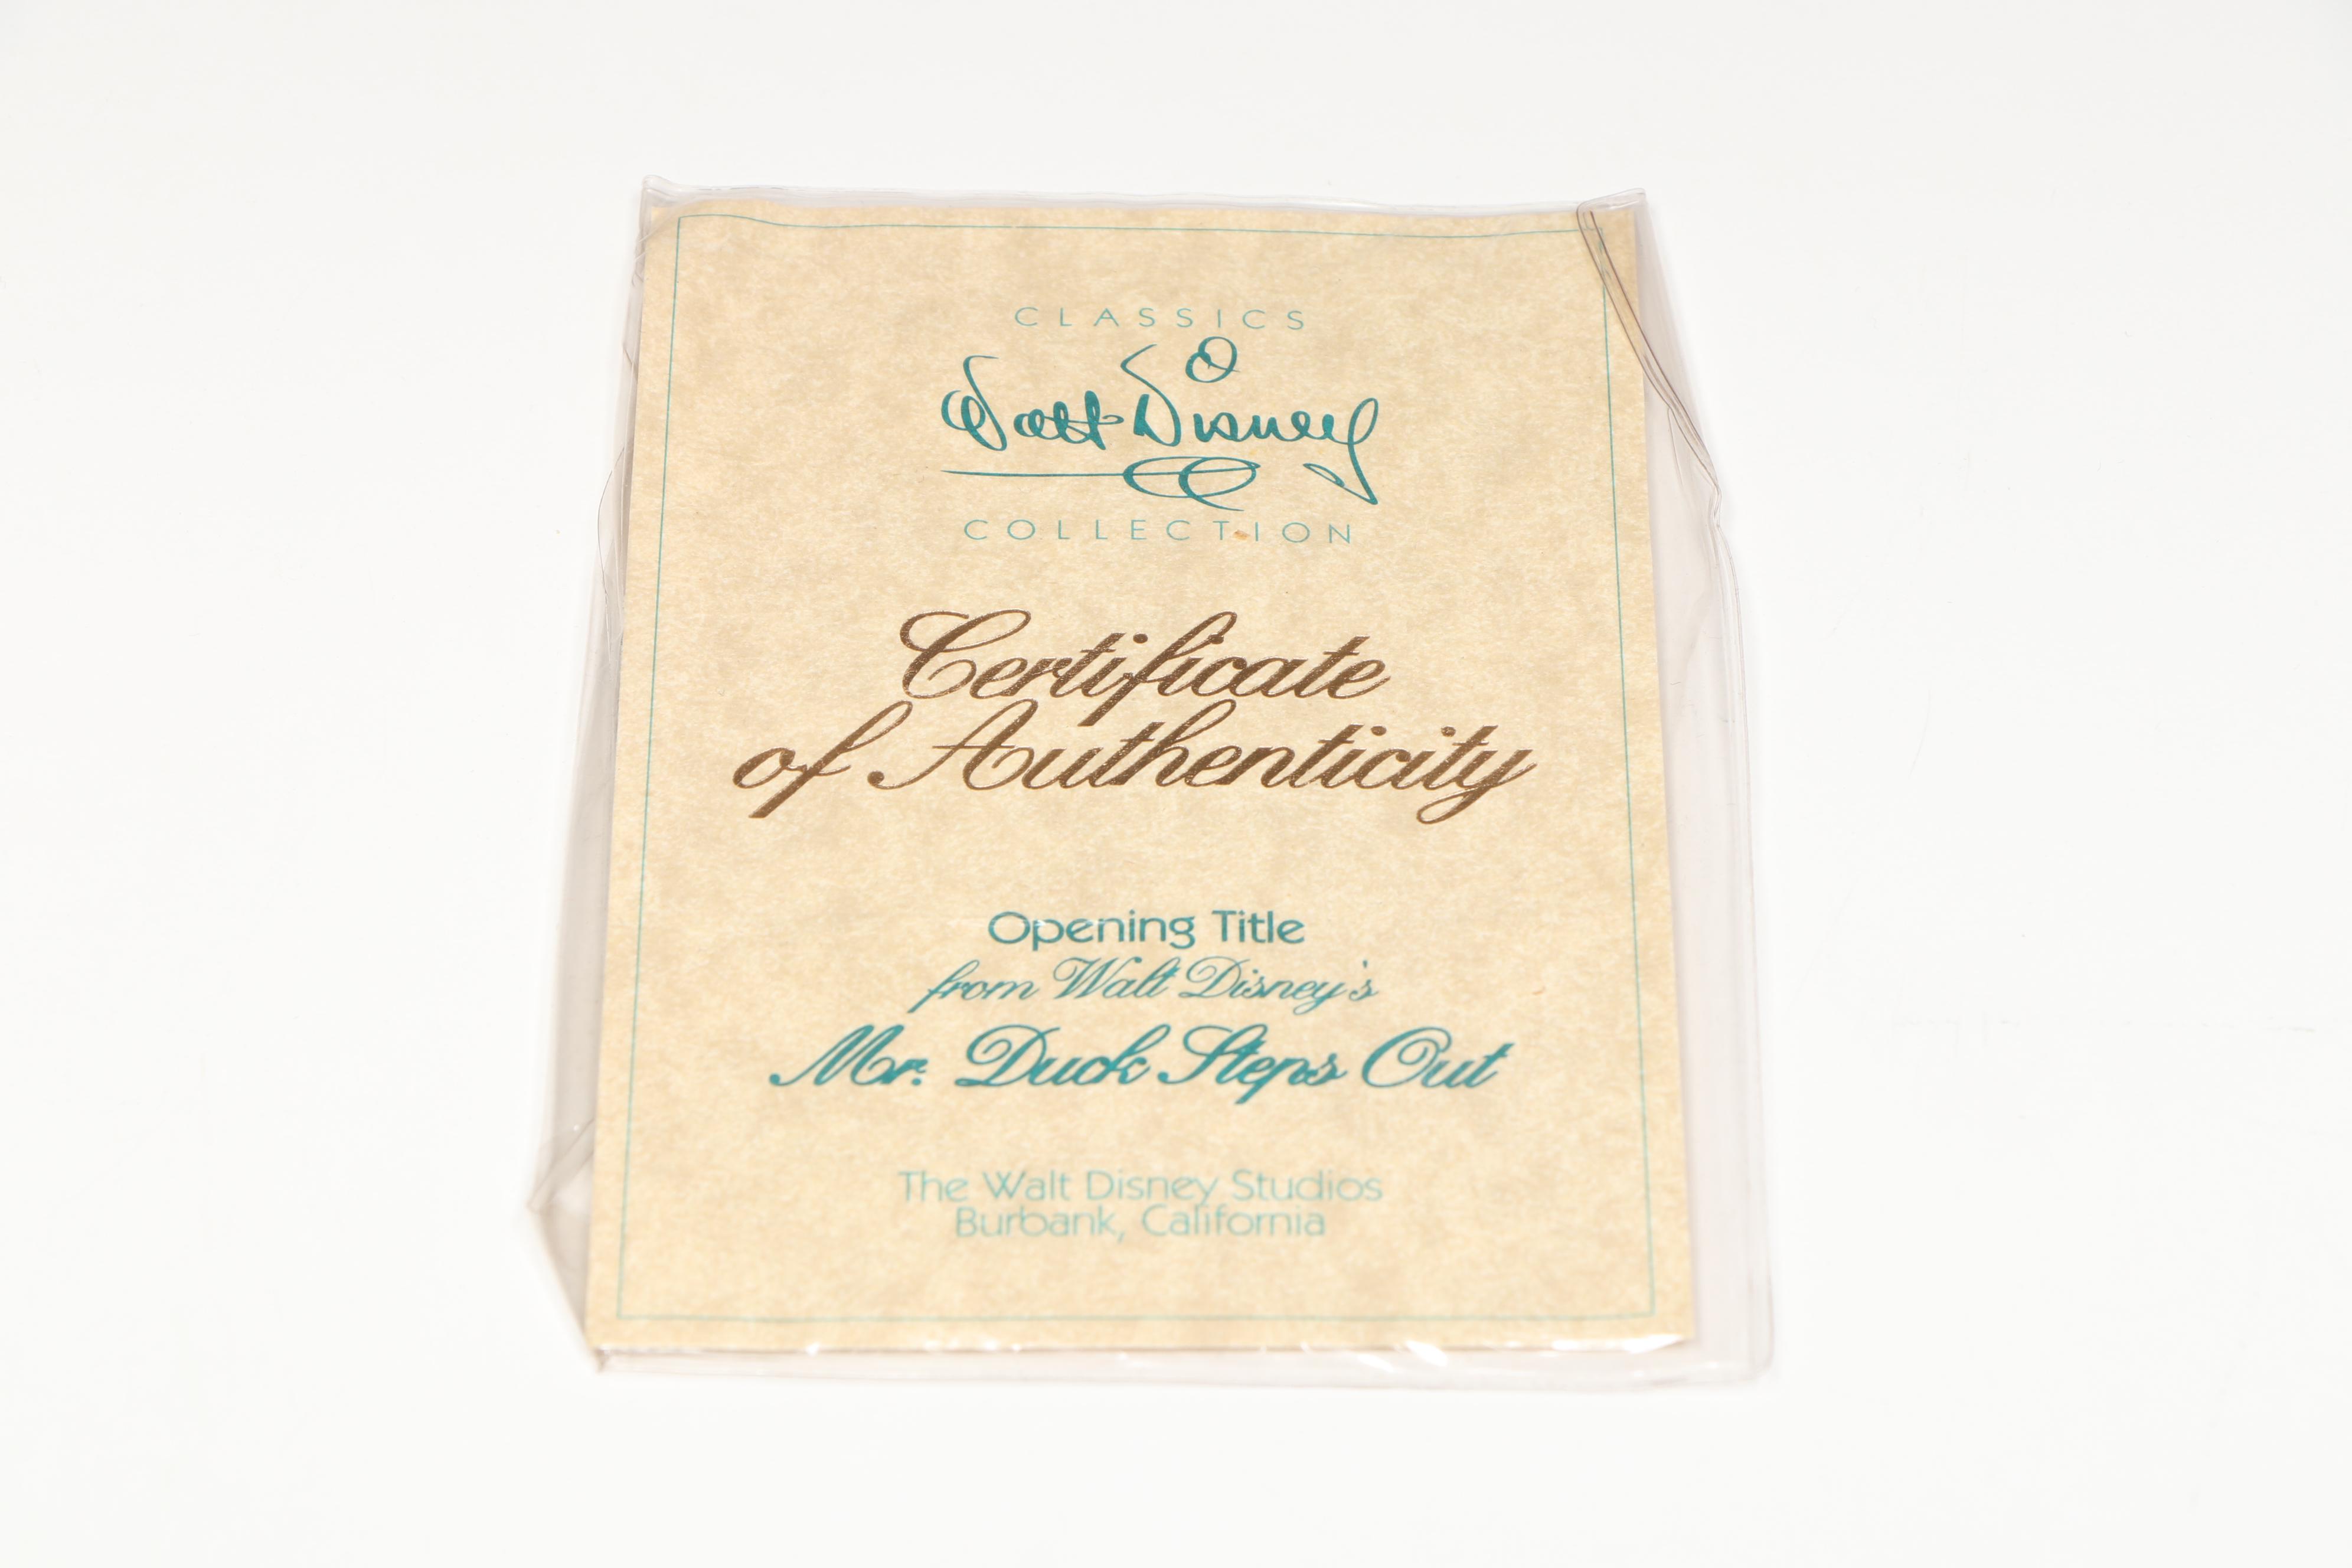 CLASSICS
Walt Disney
COLLECTION
Certificate
of Authenticity
Opening Title
from Walt Disney's
Mr. Duck Steps Out
The Walt Disney Studios
Burbank, California